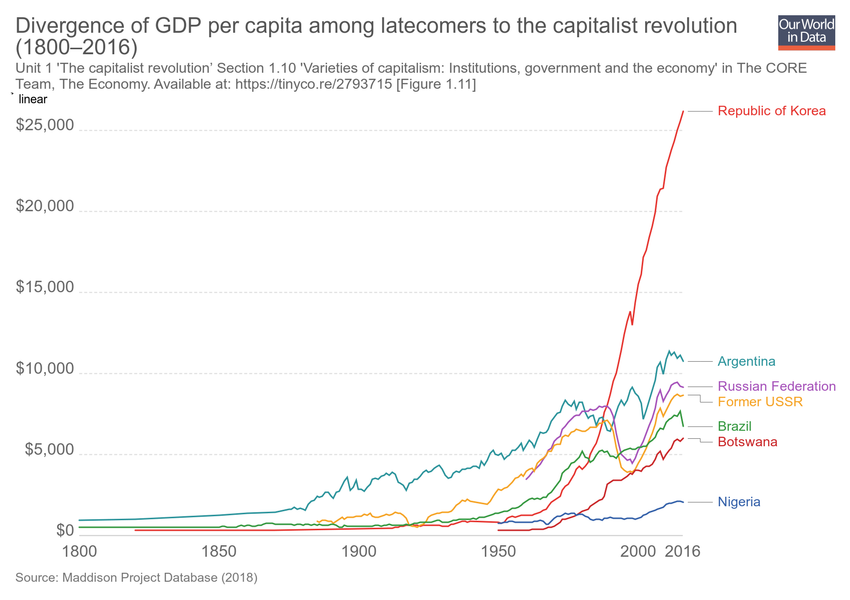 Divergence of GDP per capita among latecomers to the capitalist revolution
(1800–2016)
Our World
in Data
Unit 1 'The capitalist revolution’ Section 1.10 'Varieties of capitalism: Institutions, government and the economy' in The CORE
Team, The Economy. Available at: https://tinyco.re/2793715 [Figure 1.11]
linear
$25,000
$20,000
$15,000
$10,000
$5,000
$0
Republic of Korea
Argentina
Russian Federation
Former USSR
Brazil
Botswana
Nigeria
1800
1850
1900
1950
2000
2016
Source: Maddison Project Database (2018)